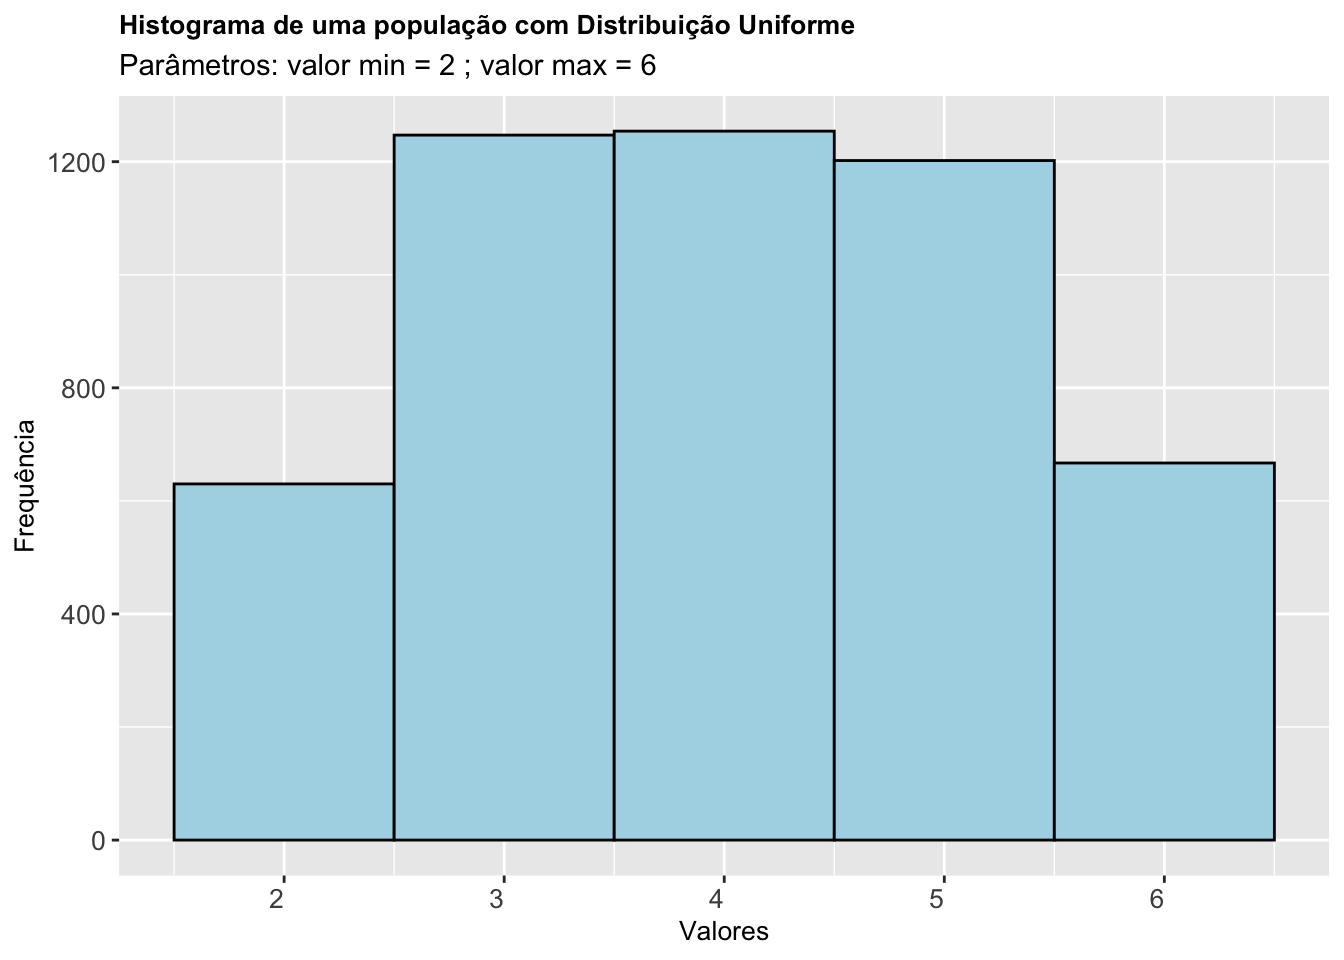 Histograma de uma população com Distribuição Uniforme
Parâmetros: valor min = 2 ; valor max = 6
Frequência
1200
800
400
0
2 3 4 5 6
Valores